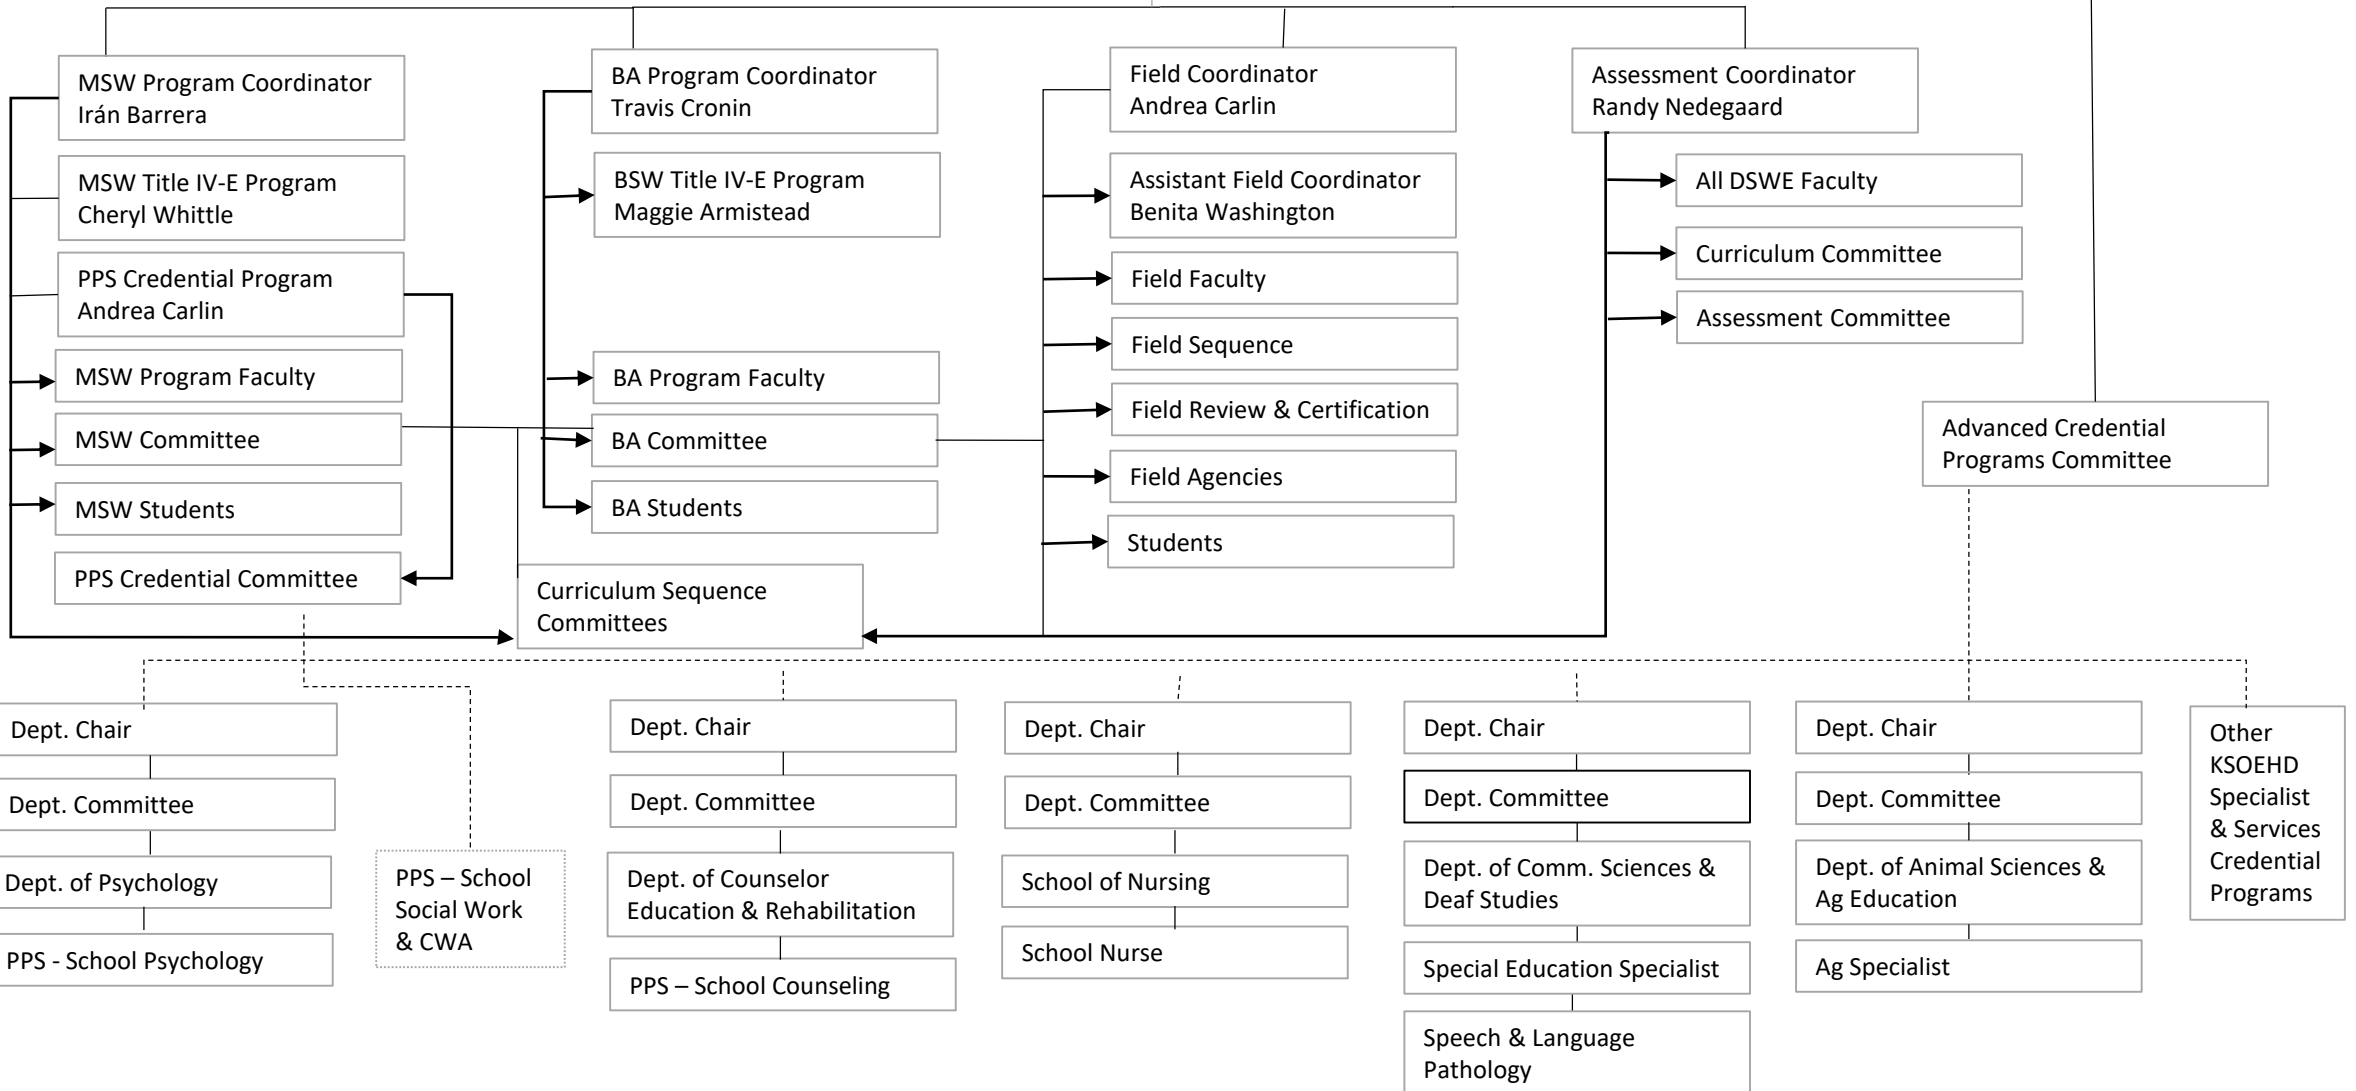 MSW Program Coordinator
Irán Barrera
MSW Title IV-E Program
Cheryl Whittle
PPS Credential Program
Andrea Carlin
MSW Program Faculty
MSW Committee
MSW Students
PPS Credential Committee
BA Program Coordinator
Travis Cronin
BSW Title IV-E Program
Maggie Armistead
BA Program Faculty
BA Committee
BA Students
Curriculum Sequence
Committees
Field Coordinator
Andrea Carlin
Assistant Field Coordinator
Benita Washington
Field Faculty
Field Sequence
Field Review & Certification
Field Agencies
Students
Assessment Coordinator
Randy Nedegaard
All DSWE Faculty
Curriculum Committee
Assessment Committee
Advanced Credential
Programs Committee
Dept. Chair
Dept. Committee
Dept. of Psychology
PPS - School Psychology
PPS – School
Social Work
& CWA
Dept. Chair
Dept. Committee
Dept. of Counselor
Education & Rehabilitation
PPS – School Counseling
Dept. Chair
Dept. Committee
School of Nursing
School Nurse
Dept. Chair
Dept. Committee
Dept. of Comm. Sciences &
Deaf Studies
Special Education Specialist
Speech & Language
Pathology
Dept. Chair
Dept. Committee
Dept. of Animal Sciences &
Ag Education
Ag Specialist
Other
KSOEHD
Specialist
& Services
Credential
Programs